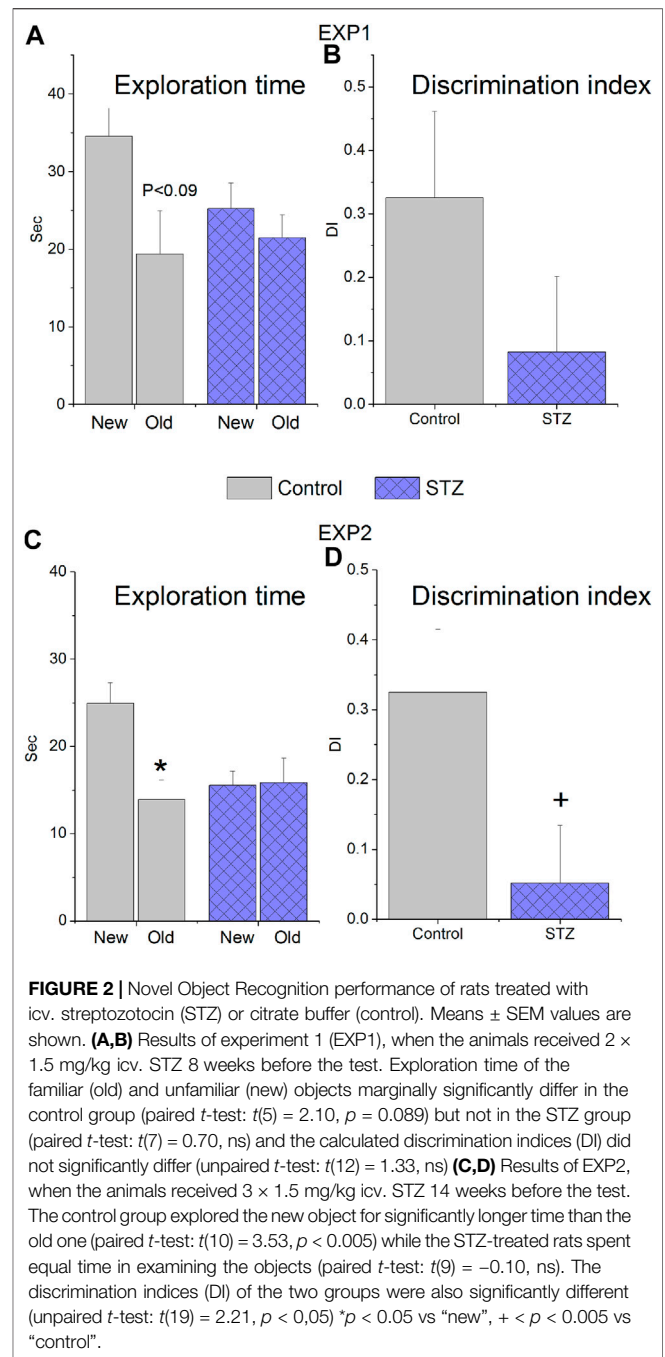 EXP1
A
B
Exploration time
Discrimination index
40
30
20
10
0
Sec
P<0.09
New Old New Old
0.5
0.4
0.3
0.2
0.1
0.0
DI
Control STZ
Control STZ
EXP2
C
D
Exploration time
Discrimination index
40
30
20
10
0
Sec
*
New Old New Old
0.5
0.4
0.3
0.2
0.1
0.0
DI
+
Control STZ
FIGURE 2 | Novel Object Recognition performance of rats treated with
icv. streptozotocin (STZ) or citrate buffer (control). Means ± SEM values are
shown. (A,B) Results of experiment 1 (EXP1), when the animals received 2 ×
1.5 mg/kg icv. STZ 8 weeks before the test. Exploration time of the
familiar (old) and unfamiliar (new) objects marginally significantly differ in the
control group (paired t-test: t(5) = 2.10, p = 0.089) but not in the STZ group
(paired t-test: t(7) = 0.70, ns) and the calculated discrimination indices (DI) did
not significantly differ (unpaired t-test: t(12) = 1.33, ns) (C,D) Results of EXP2,
when the animals received 3 × 1.5 mg/kg icv. STZ 14 weeks before the test.
The control group explored the new object for significantly longer time than the
old one (paired t-test: t(10) = 3.53, p < 0.005) while the STZ-treated rats spent
equal time in examining the objects (paired t-test: t(9) = −0.10, ns). The
discrimination indices (DI) of the two groups were also significantly different
(unpaired t-test: t(19) = 2.21, p < 0,05) *p < 0.05 vs “new”, + < p < 0.005 vs
“control”.